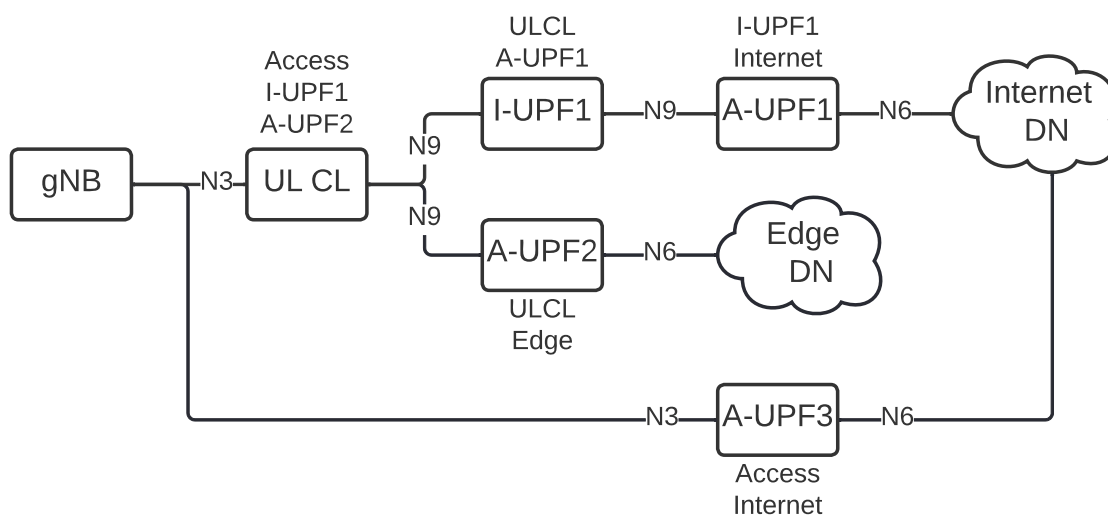 Access
I-UPF1
A-UPF2
ULCL
A-UPF1
I-UPF1
Internet
gNB
N3
UL CL
N9
N9
I-UPF1
N9
A-UPF1
N6
Internet
DN
A-UPF2
N6
Edge
DN
ULCL
Edge
N3
A-UPF3
N6
Access
Internet